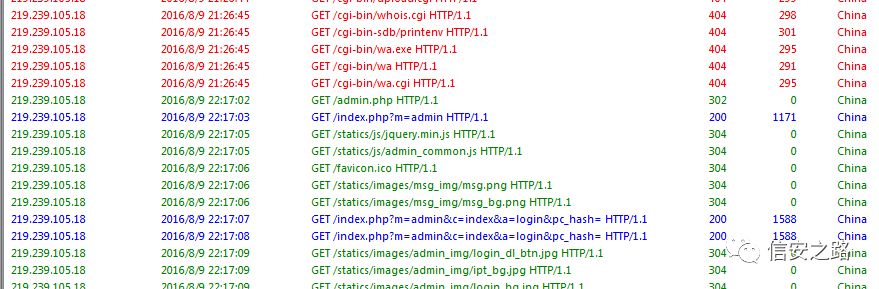 219.239.105.18 2016/8/9 21:26:45 GET /cgi-bin/whois.cgi HTTP/1.1 404 298 China
219.239.105.18 2016/8/9 21:26:45 GET /cgi-bin-sdb/printenv HTTP/1.1 404 301 China
219.239.105.18 2016/8/9 21:26:45 GET /cgi-bin/wa.exe HTTP/1.1 404 295 China
219.239.105.18 2016/8/9 21:26:45 GET /cgi-bin/wa HTTP/1.1 404 291 China
219.239.105.18 2016/8/9 21:26:45 GET /cgi-bin/wa.cgi HTTP/1.1 404 295 China
219.239.105.18 2016/8/9 22:17:02 GET /admin.php HTTP/1.1 302 0 China
219.239.105.18 2016/8/9 22:17:03 GET /index.php?m=admin HTTP/1.1 200 1171 China
219.239.105.18 2016/8/9 22:17:05 GET /statics/js/jquery.min.js HTTP/1.1 304 0 China
219.239.105.18 2016/8/9 22:17:05 GET /statics/js/admin_common.js HTTP/1.1 304 0 China
219.239.105.18 2016/8/9 22:17:06 GET /favicon.ico HTTP/1.1 304 0 China
219.239.105.18 2016/8/9 22:17:06 GET /statics/images/msg_img/msg.png HTTP/1.1 304 0 China
219.239.105.18 2016/8/9 22:17:06 GET /statics/images/msg_img/msg_bg.png HTTP/1.1 304 0 China
219.239.105.18 2016/8/9 22:17:07 GET /index.php?m=admin&c=index&a=login&pc_hash= HTTP/1.1 200 1588 China
219.239.105.18 2016/8/9 22:17:08 GET /index.php?m=admin&c=index&a=login&pc_hash= HTTP/1.1 200 1588 China
219.239.105.18 2016/8/9 22:17:09 GET /statics/images/admin_img/login_dl_btn.jpg HTTP/1.1 304 China
219.239.105.18 2016/8/9 22:17:09 GET /statics/images/admin_img/ipt_bg.jpg HTTP/1.1 304 0 China
219.239.105.18 2016/8/9 22:17:09 GET /statics/images/admin_img/login_bg.jpg HTTP/1.1 304 0 China
信安之路